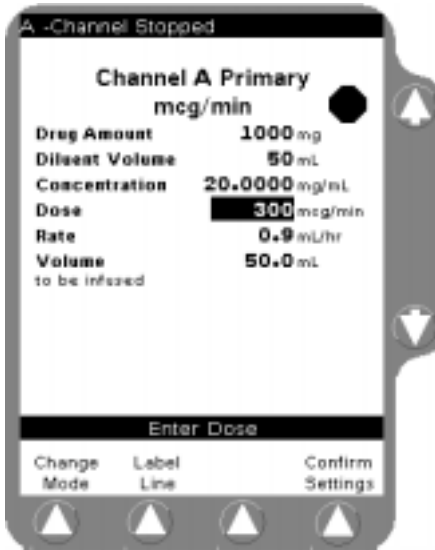 A -Channel Stopped
Channel A Primary
mcg/min
Drug Amount 1000 mg
Diluent Volume 50 mL
Concentration 20.0000 mg/mL
Dose 300 mcg/min
Rate 0.9 mL/hr
Volume 50.0 mL
to be infused
Enter Dose
Change Label Confirm
Mode Line Settings